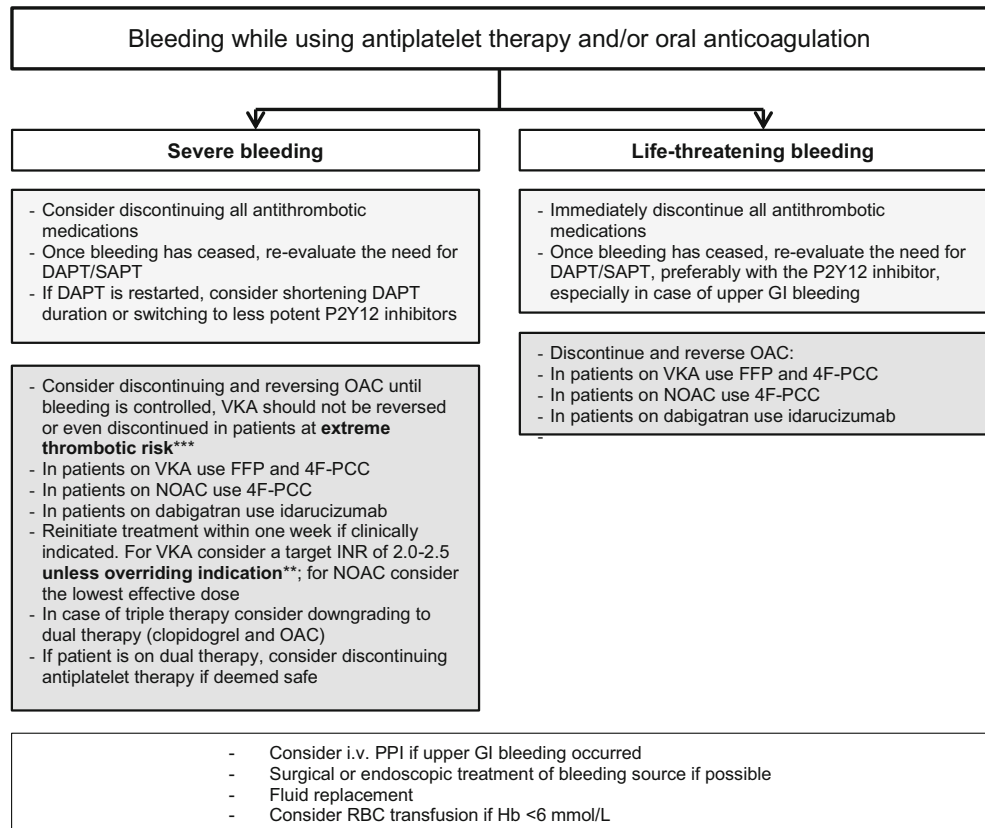 Bleeding while using antiplatelet therapy and/or oral anticoagulation
Severe bleeding
- Consider discontinuing all antithrombotic
medications
- Once bleeding has ceased, re-evaluate the need for
DAPT/SAPT
- If DAPT is restarted, consider shortening DAPT
duration or switching to less potent P2Y12 inhibitors
- Consider discontinuing and reversing OAC until
bleeding is controlled, VKA should not be reversed
or even discontinued in patients at extreme
thrombotic risk***
- In patients on VKA use FFP and 4F-PCC
- In patients on NOAC use 4F-PCC
- In patients on dabigatran use idarucizumab
- Reinitiate treatment within one week if clinically
indicated. For VKA consider a target INR of 2.0-2.5
unless overriding indication**; for NOAC consider
the lowest effective dose
- In case of triple therapy consider downgrading to
dual therapy (clopidogrel and OAC)
- If patient is on dual therapy, consider discontinuing
antiplatelet therapy if deemed safe
Life-threatening bleeding
- Immediately discontinue all antithrombotic
medications
- Once bleeding has ceased, re-evaluate the need for
DAPT/SAPT, preferably with the P2Y12 inhibitor,
especially in case of upper GI bleeding
- Discontinue and reverse OAC:
- In patients on VKA use FFP and 4F-PCC
- In patients on NOAC use 4F-PCC
- In patients on dabigatran use idarucizumab
-
- Consider i.v. PPI if upper GI bleeding occurred
- Surgical or endoscopic treatment of bleeding source if possible
- Fluid replacement
- Consider RBC transfusion if Hb <6 mmol/L